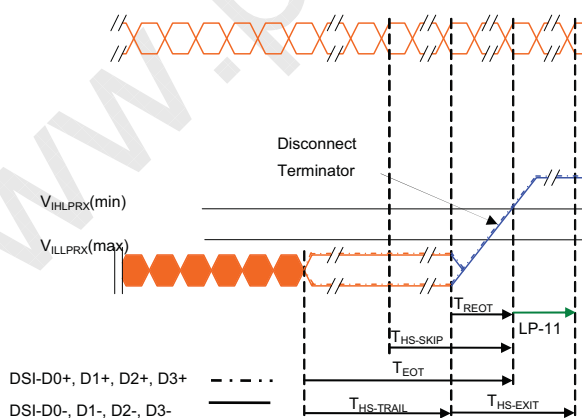 Disconnect
Terminator
VIHLPRX(min)
VILLPRX(max)
TREOT
LP-11
THS-SKIP
TEOT
DSI-D0+, D1+, D2+, D3+
DSI-D0-, D1-, D2-, D3-
THS-TRAIL
THS-EXIT